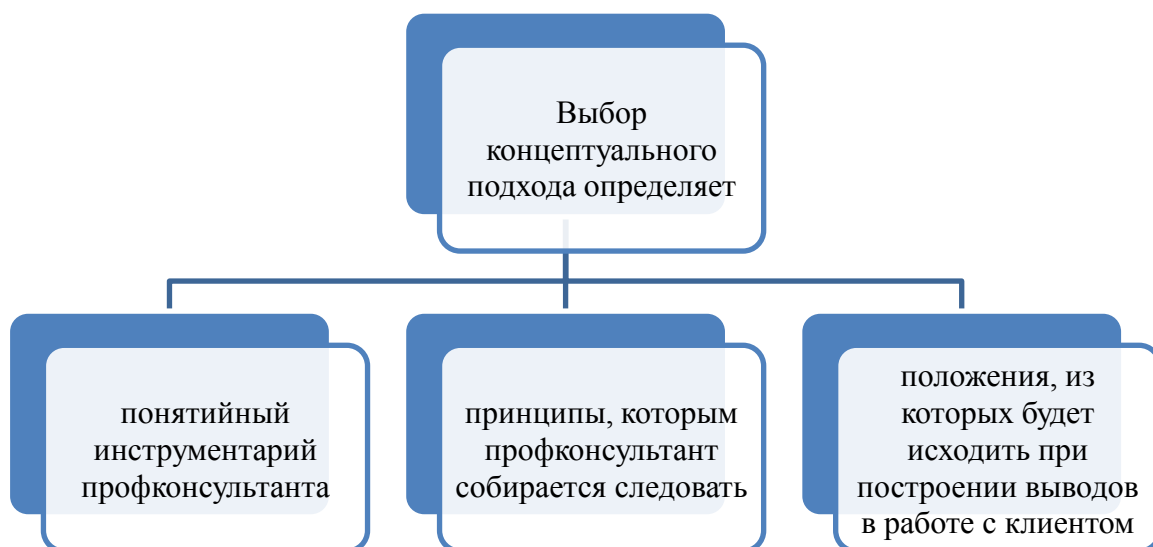 Выбор
концептуального
подхода определяет
понятийный
инструментарий
профконсультанта
принципы, которым
профконсультант
собирается следовать
положения, из
которых будет
исходить при
построении выводов
в работе с клиентом